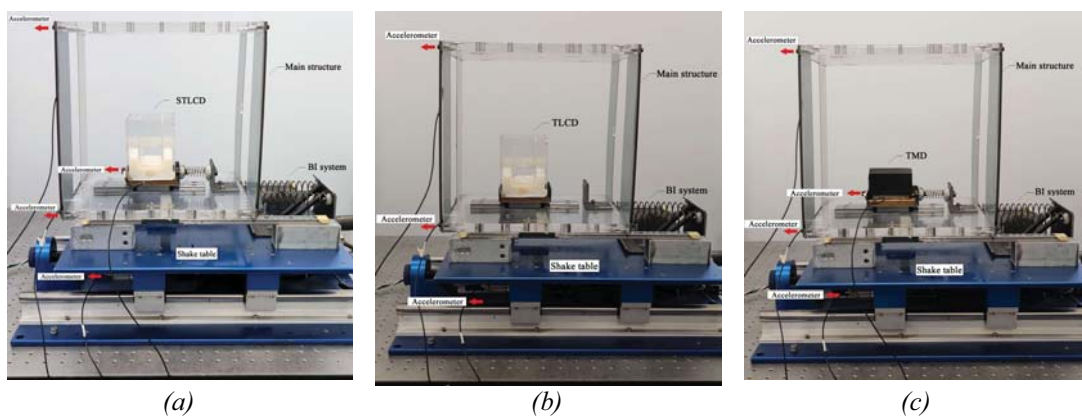 Accelerometer
Main structure
STLCD
Accelerometer
BI system
Accelerometer
Shake table
Accelerometer
(a)
Accelerometer
Main structure
TLCD
BI system
Accelerometer
Shake table
Accelerometer
(b)
Accelerometer
Main structure
TMD
Accelerometer
BI system
Accelerometer
Shake table
Accelerometer
(c)